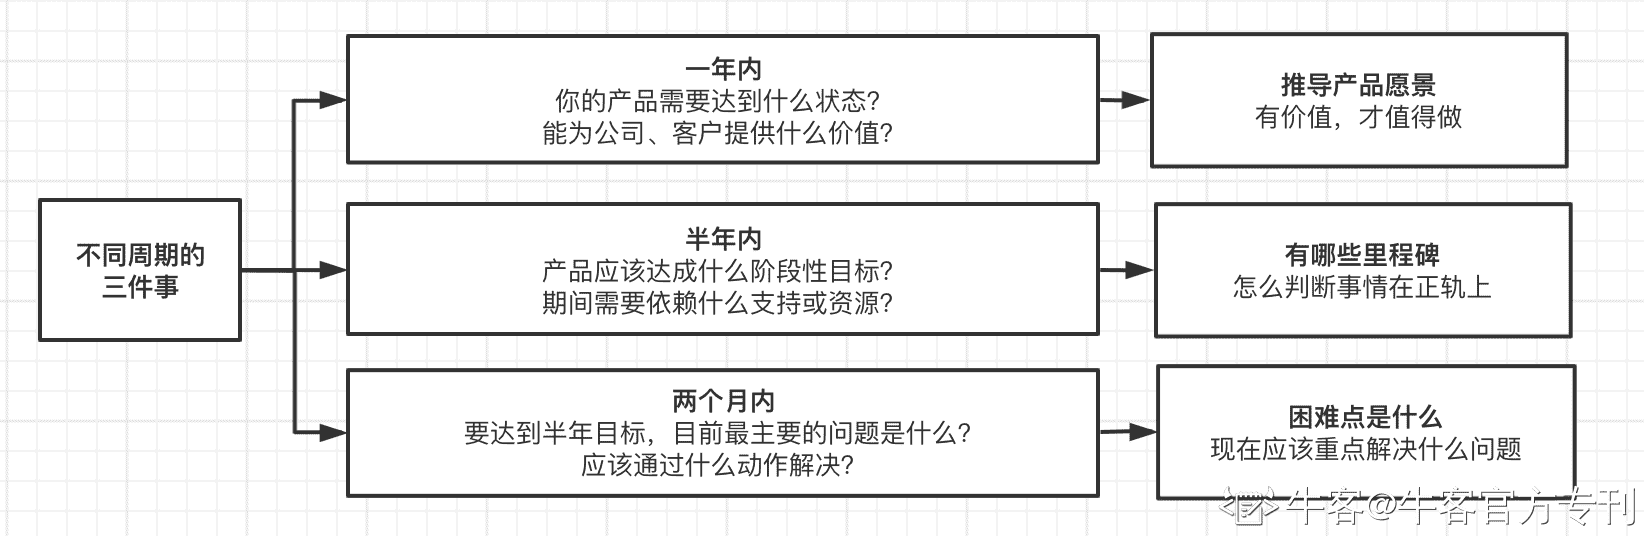 不同周期的
三件事
一年内
你的产品需要达到什么状态?
能为公司、客户提供什么价值?
推导产品愿景
有价值，才值得做
半年内
产品应该达成什么阶段性目标?
期间需要依赖什么支持或资源?
有哪些里程碑
怎么判断事情在正轨上
两个月内
要达到半年目标，目前最主要的问题是什么?
应该通过什么动作解决?
困难点是什么
现在应该重点解决什么问题
牛客@牛客官方专刊